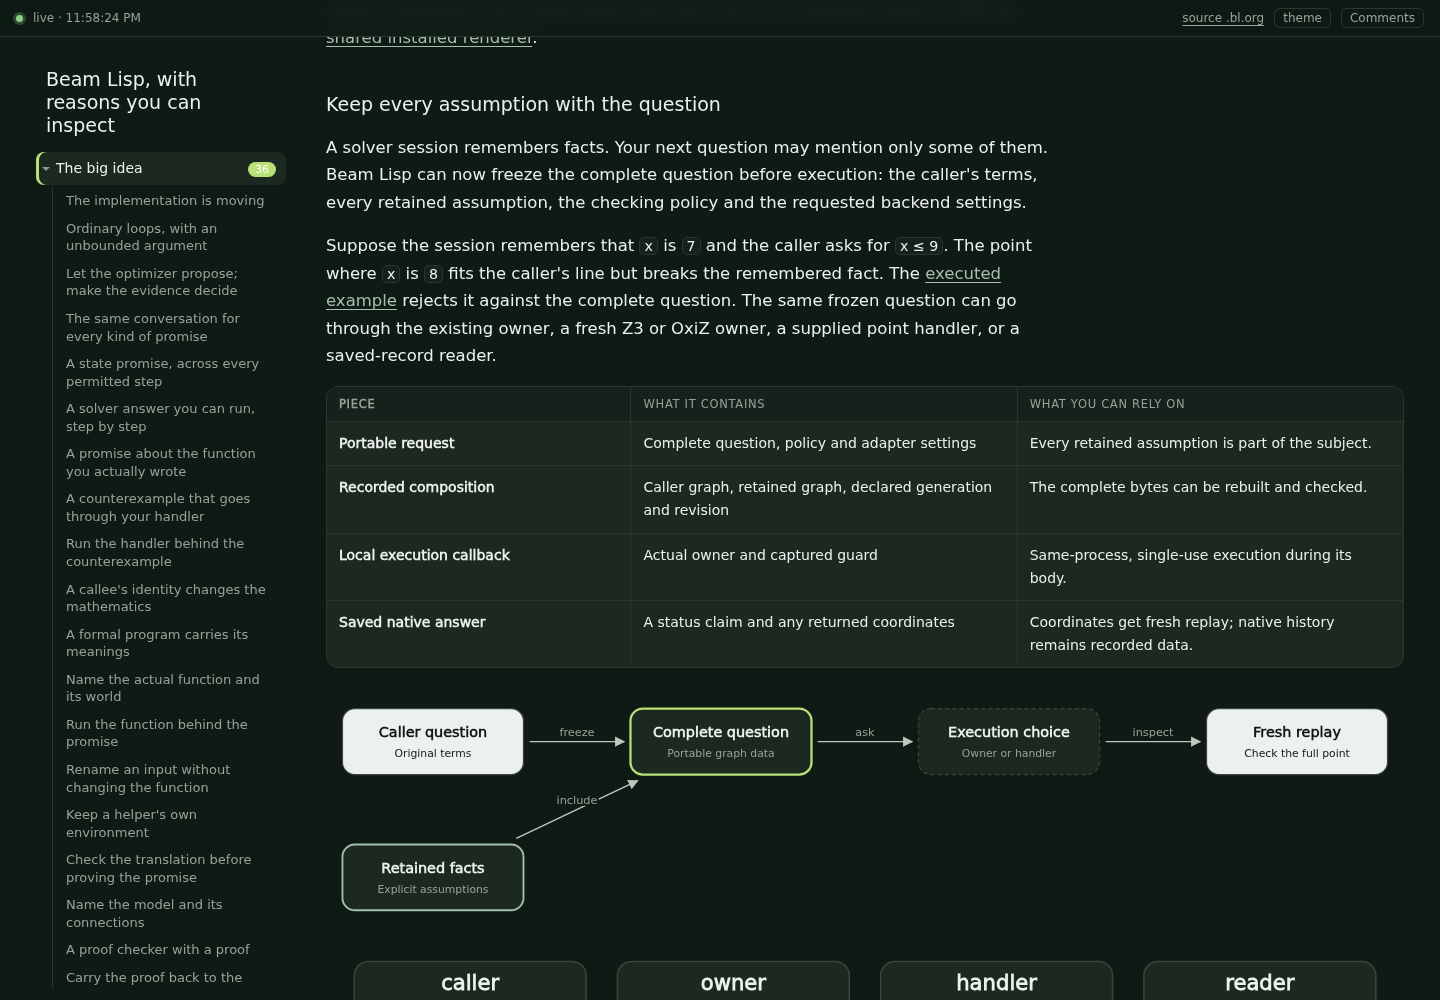 live · 11:58:24 PM
source .bl.org
theme
Comments
Beam Lisp, with
reasons you can
inspect
The big idea
36
The implementation is moving
Ordinary loops, with an
unbounded argument
Let the optimizer propose;
make the evidence decide
The same conversation for
every kind of promise
A state promise, across every
permitted step
A solver answer you can run,
step by step
A promise about the function
you actually wrote
A counterexample that goes
through your handler
Run the handler behind the
counterexample
A callee's identity changes the
mathematics
A formal program carries its
meanings
Name the actual function and
its world
Run the function behind the
promise
Rename an input without
changing the function
Keep a helper's own
environment
Check the translation before
proving the promise
Name the model and its
connections
A proof checker with a proof
Carry the proof back to the
shared installed renderer.
Keep every assumption with the question
A solver session remembers facts. Your next question may mention only some of them.
Beam Lisp can now freeze the complete question before execution: the caller's terms,
every retained assumption, the checking policy and the requested backend settings.
Suppose the session remembers that x is 7 and the caller asks for x ≤ 9. The point
where x is 8 fits the caller's line but breaks the remembered fact. The executed
example rejects it against the complete question. The same frozen question can go
through the existing owner, a fresh Z3 or OxiZ owner, a supplied point handler, or a
saved-record reader.
PIECE
WHAT IT CONTAINS
WHAT YOU CAN RELY ON
Portable request
Complete question, policy and adapter settings
Every retained assumption is part of the subject.
Recorded composition
Caller graph, retained graph, declared generation
and revision
The complete bytes can be rebuilt and checked.
Local execution callback
Actual owner and captured guard
Same-process, single-use execution during its
body.
Saved native answer
A status claim and any returned coordinates
Coordinates get fresh replay; native history
remains recorded data.
Caller question
Original terms
freeze
Complete question
Portable graph data
ask
Execution choice
Owner or handler
inspect
Fresh replay
Check the full point
include
Retained facts
Explicit assumptions
caller
owner
handler
reader